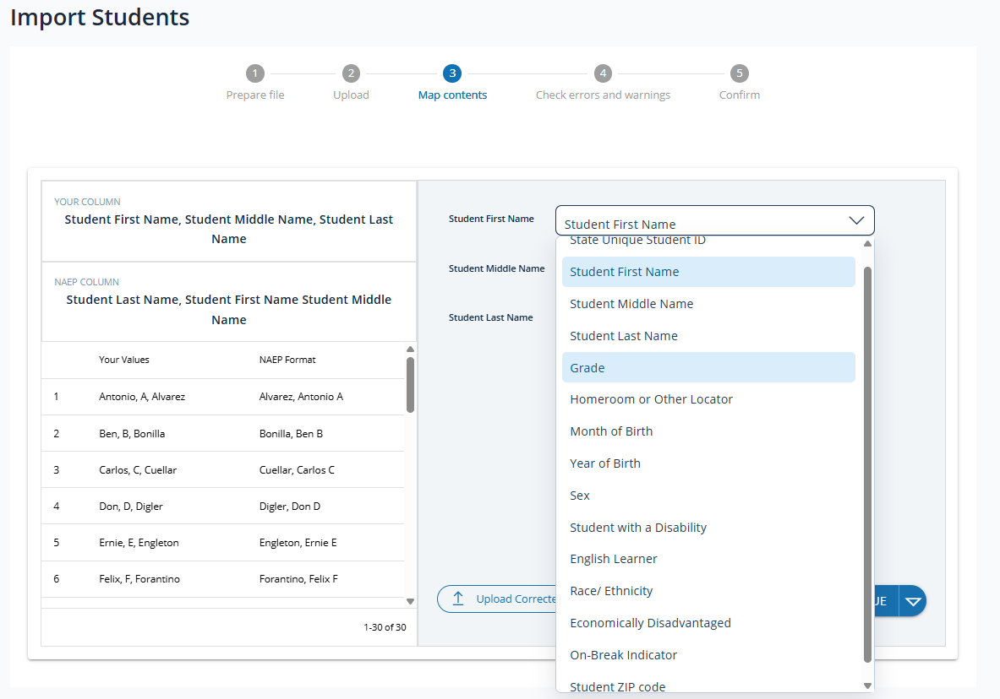 Import Students
1 2 3 4 5
Prepare file Upload Map contents Check errors and warnings Confirm
YOUR COLUMN
Student First Name, Student Middle Name, Student Last
Name
NAEP COLUMN
Student Last Name, Student First Name Student Middle
Name
Your Values NAEP Format
1 Antonio, A, Alvarez Alvarez, Antonio A
2 Ben, B, Bonilla Bonilla, Ben B
3 Carlos, C, Cuellar Cuellar, Carlos C
4 Don, D, Digler Digler, Don D
5 Ernie, E, Engleton Engleton, Ernie E
6 Felix, F, Forantino Forantino, Felix F
1-30 of 30
Student First Name Student First Name
Student Middle Name
Student Last Name
State Unique Student ID
Student First Name
Student Middle Name
Student Last Name
Grade
Homeroom or Other Locator
Month of Birth
Year of Birth
Sex
Student with a Disability
English Learner
Race/ Ethnicity
Economically Disadvantaged
On-Break Indicator
Student ZIP code
Upload Correcte
UE